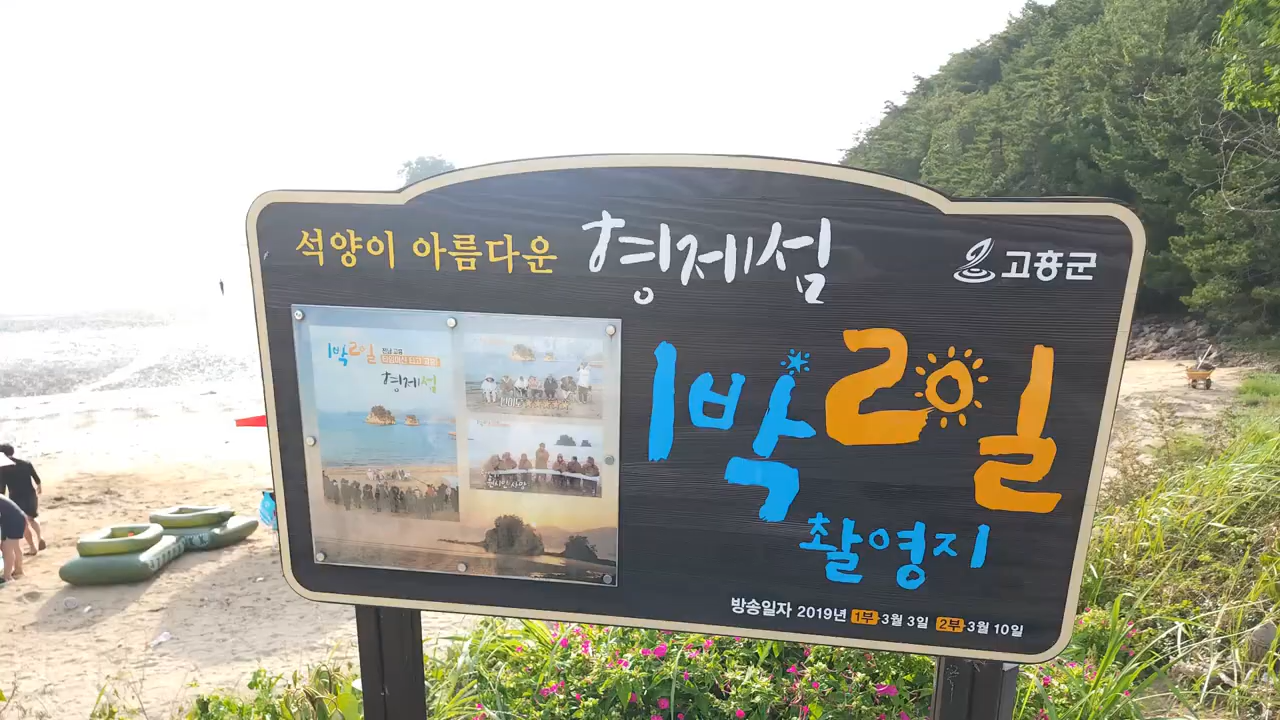 석양이 아름다운 형제섬
고흥군
1박2일
형제섬
1박2일
촬영지
방송일자 2019년 1부 3월 3일 2부 3월 10일